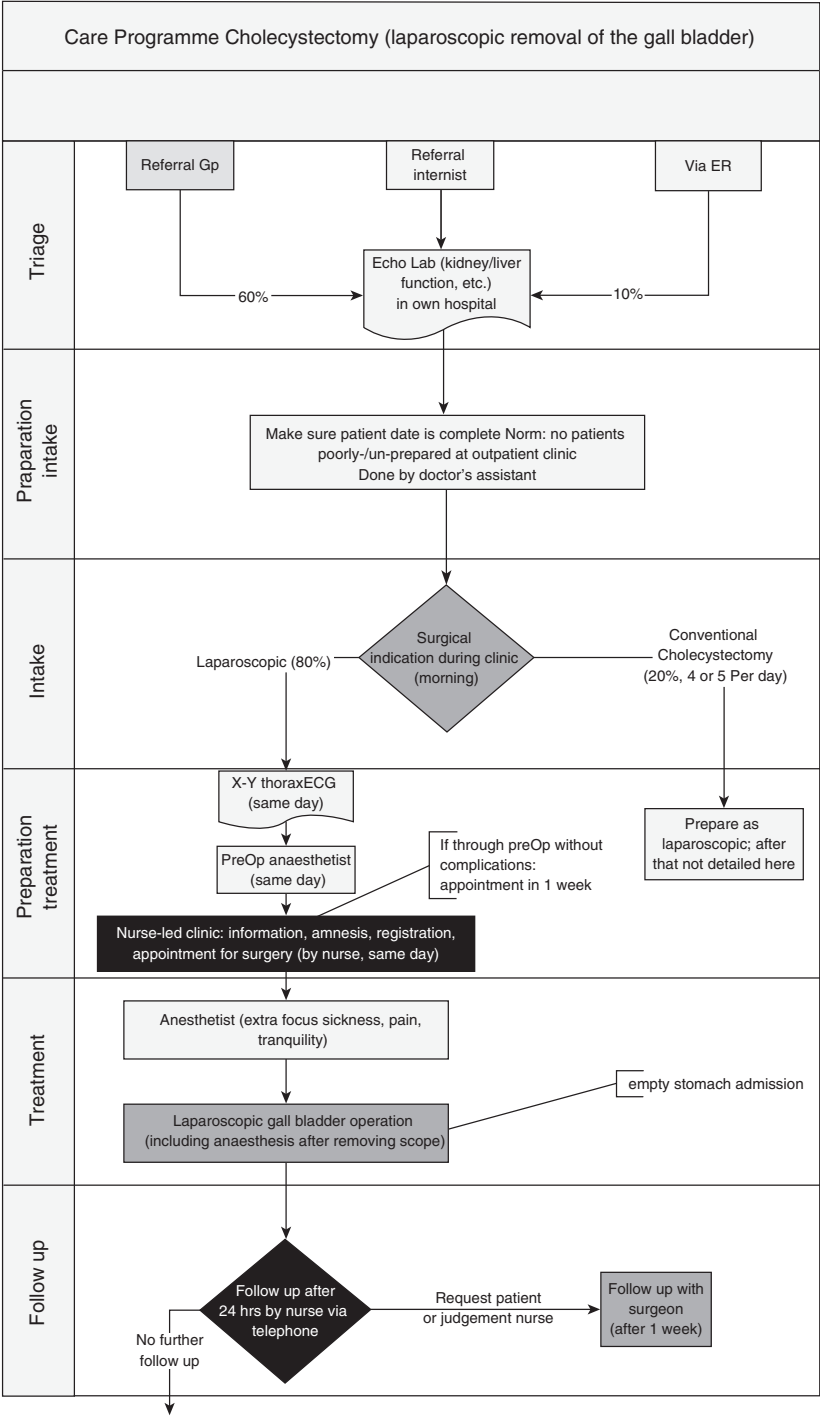 Care Programme Cholecystectomy (laparoscopic removal of the gall bladder)
Triage
Referral Gp
Referral
internist
Via ER
Echo Lab (kidney/liver
function, etc.)
in own hospital
60%
10%
Praparation
intake
Make sure patient date is complete Norm: no patients
poorly-/un-prepared at outpatient clinic
Done by doctor's assistant
Intake
Surgical
indication during clinic
(morning)
Laparoscopic (80%)
Conventional
Cholecystectomy
(20%, 4 or 5 Per day)
Preparation
treatment
X-Y thoraxECG
(same day)
PreOp anaesthetist
(same day)
If through preOp without
complications:
appointment in 1 week
Prepare as
laparoscopic; after
that not detailed here
Nurse-led clinic: information, amnesis, registration,
appointment for surgery (by nurse, same day)
Treatment
Anesthetist (extra focus sickness, pain,
tranquility)
empty stomach admission
Laparoscopic gall bladder operation
(including anaesthesis after removing scope)
Follow up
Follow up after
24 hrs by nurse via
telephone
Request patient
or judgement nurse
Follow up with
surgeon
(after 1 week)
No further
follow up